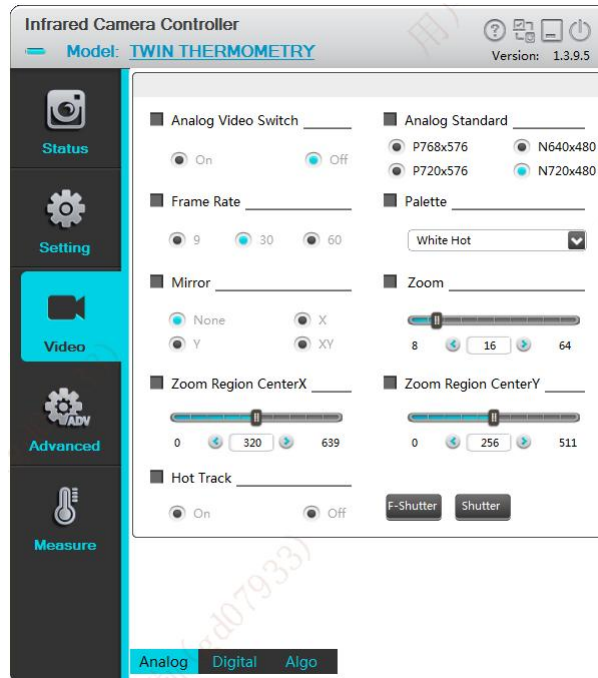 Infrared Camera Controller
Model: TWIN THERMOMETRY
Version: 1.3.9.5
Status
Setting
Video
Advanced
Measure
ADV
Analog Video Switch
On Off
Analog Standard
P768x576 N640x480
P720x576 N720x480
Frame Rate
9 30 60
Palette
White Hot
Mirror
None X
Y XY
Zoom
8 16 64
Zoom Region CenterX
0 320 639
Zoom Region CenterY
0 256 511
Hot Track
On Off
F-Shutter Shutter
Analog Digital Algo
用)
(gd07933)